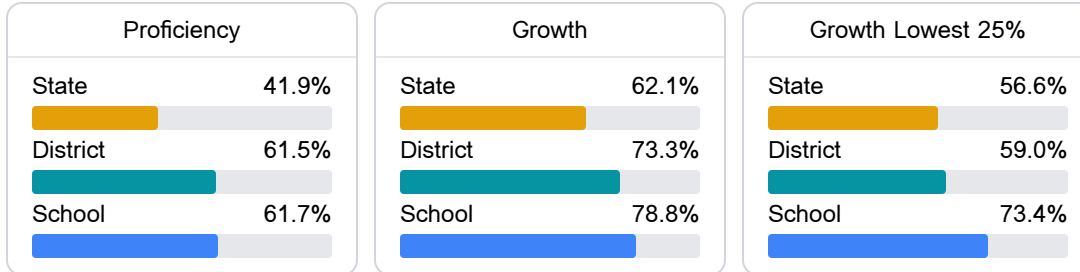 Proficiency
State 41.9%
District 61.5%
School 61.7%
Growth
State 62.1%
District 73.3%
School 78.8%
Growth Lowest 25%
State 56.6%
District 59.0%
School 73.4%